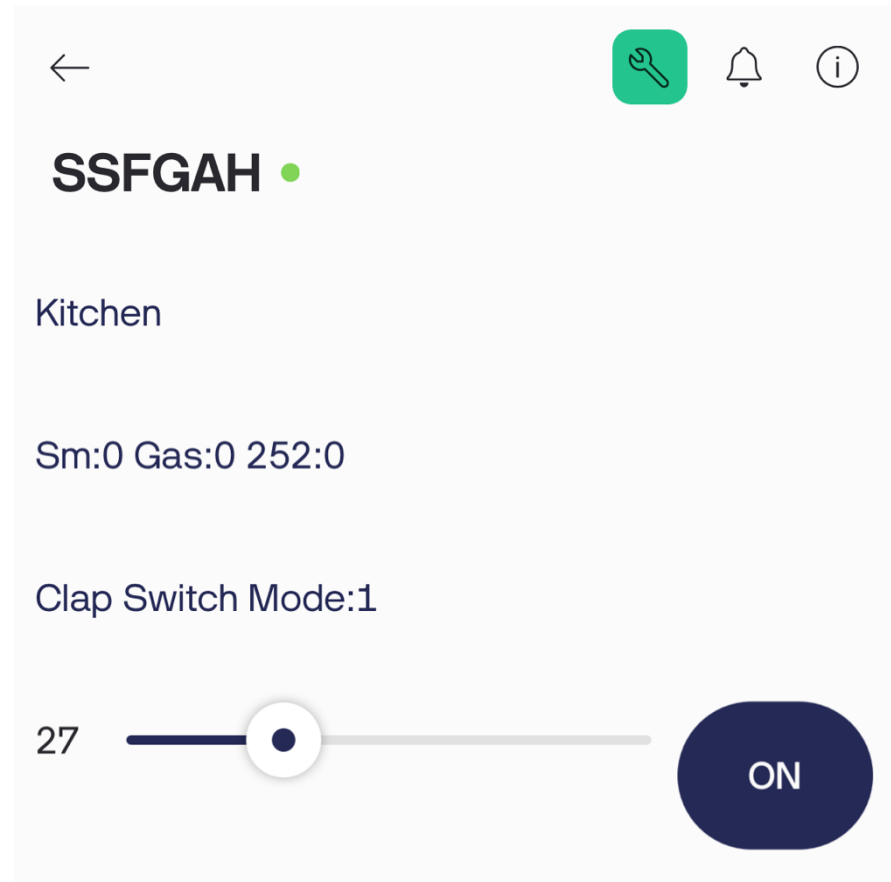 SSFGAH
Kitchen
Sm:0 Gas:0 252:0
Clap Switch Mode:1
27
ON